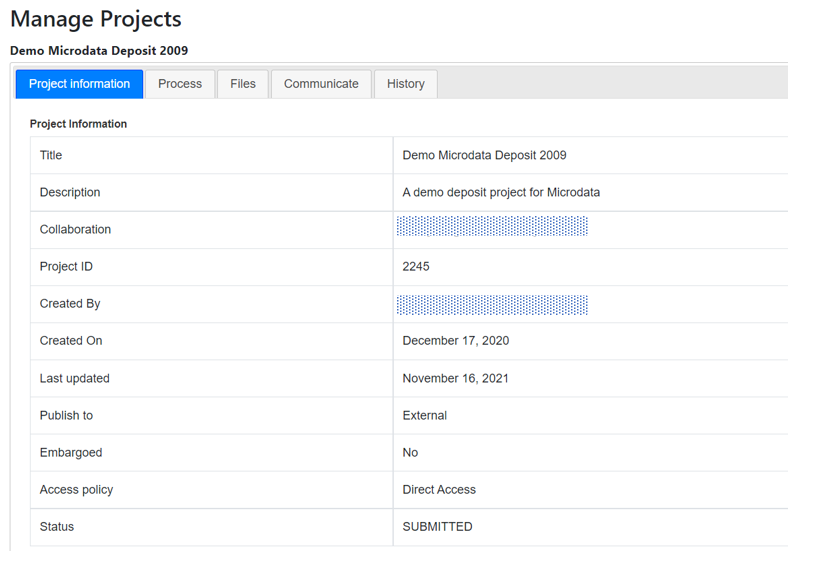 Manage Projects
Demo Microdata Deposit 2009
Project information Process Files Communicate History
Project Information
Title Demo Microdata Deposit 2009
Description A demo deposit project for Microdata
Collaboration
Project ID 2245
Created By
Created On December 17, 2020
Last updated November 16, 2021
Publish to External
Embargoed No
Access policy Direct Access
Status SUBMITTED